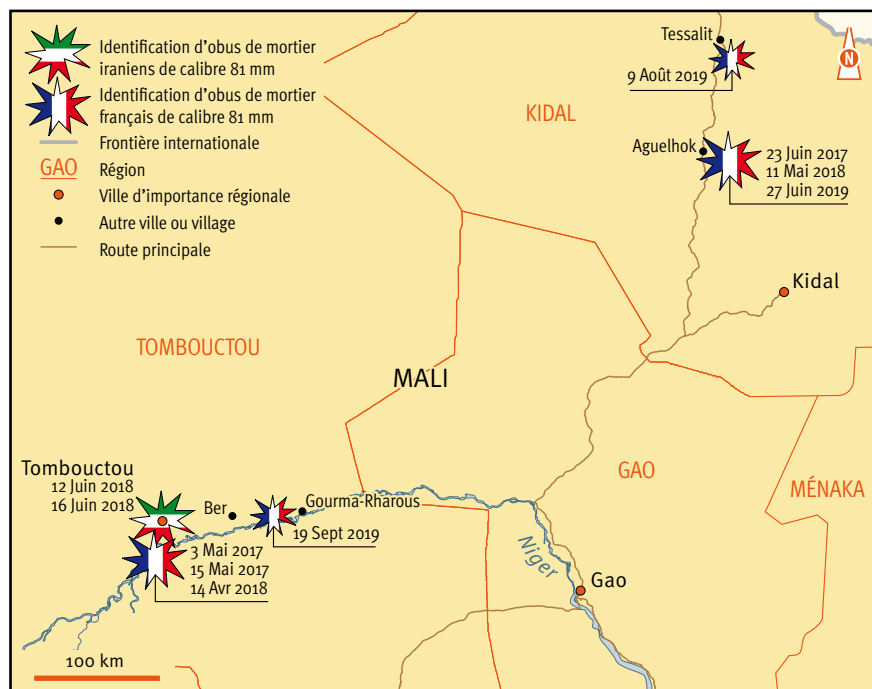 Identification d'obus de mortier
iraniens de calibre 81 mm
Identification d'obus de mortier
français de calibre 81 mm
Frontière internationale
GAO Région
Ville d'importance régionale
Autre ville ou village
Route principale
Tessalit
N
9 Août 2019
KIDAL
Aguelhok
23 Juin 2017
11 Mai 2018
27 Juin 2019
Kidal
TOMBOUCTOU
MALI
Tombouctou
12 Juin 2018
16 Juin 2018
Ber
Gourma-Rharous
GAO
MÉNAKA
19 Sept 2019
3 Mai 2017
15 Mai 2017
14 Avr 2018
Niger
Gao
100 km